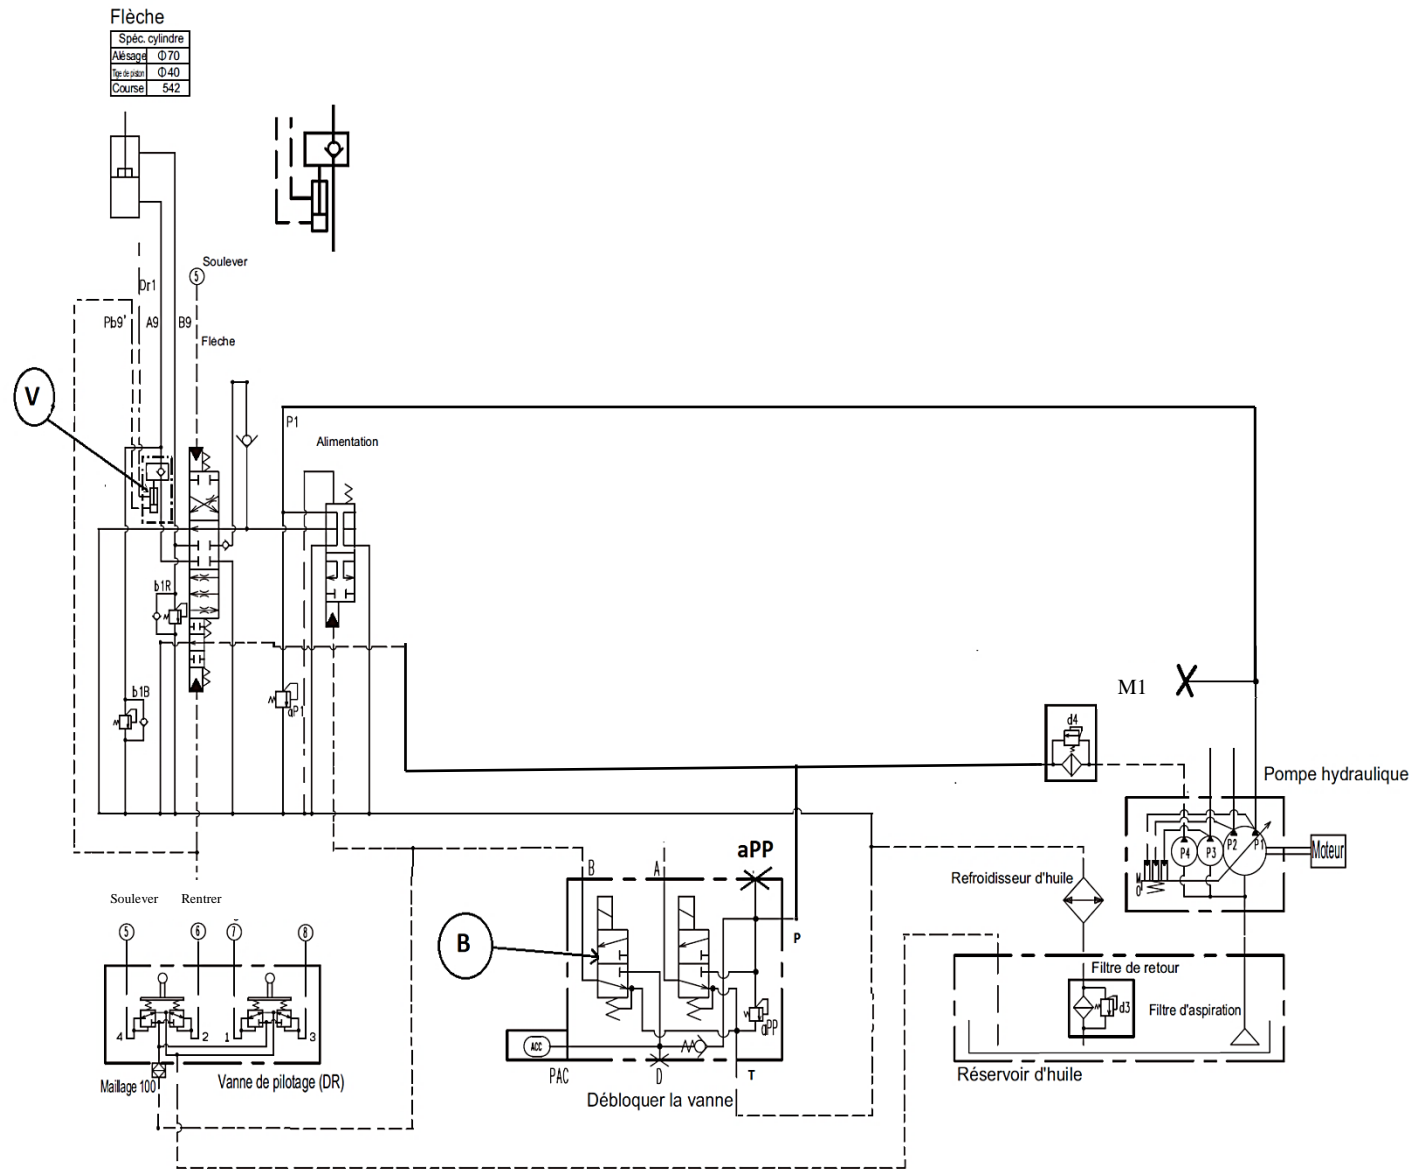 Flèche
Spéc. cylindre
Alésage Φ70
Tige de piston Φ40
Course 542
5 Soulever
Dr1
Pb9' A9 B9
Flèche
V
P1
Alimentation
b1R
b1B
aP1
M1
d4
Pompe hydraulique
P4 P3 P2 P1
Moteur
aPP
B A
Refroidisseur d'huile
Soulever Rentrer
5 6 7 8
B
P
Filtre de retour
d3
Filtre d'aspiration
4 2 1 3
qPP
ACC
PAC D T
Réservoir d'huile
Maillage 100
Vanne de pilotage (DR)
Débloquer la vanne